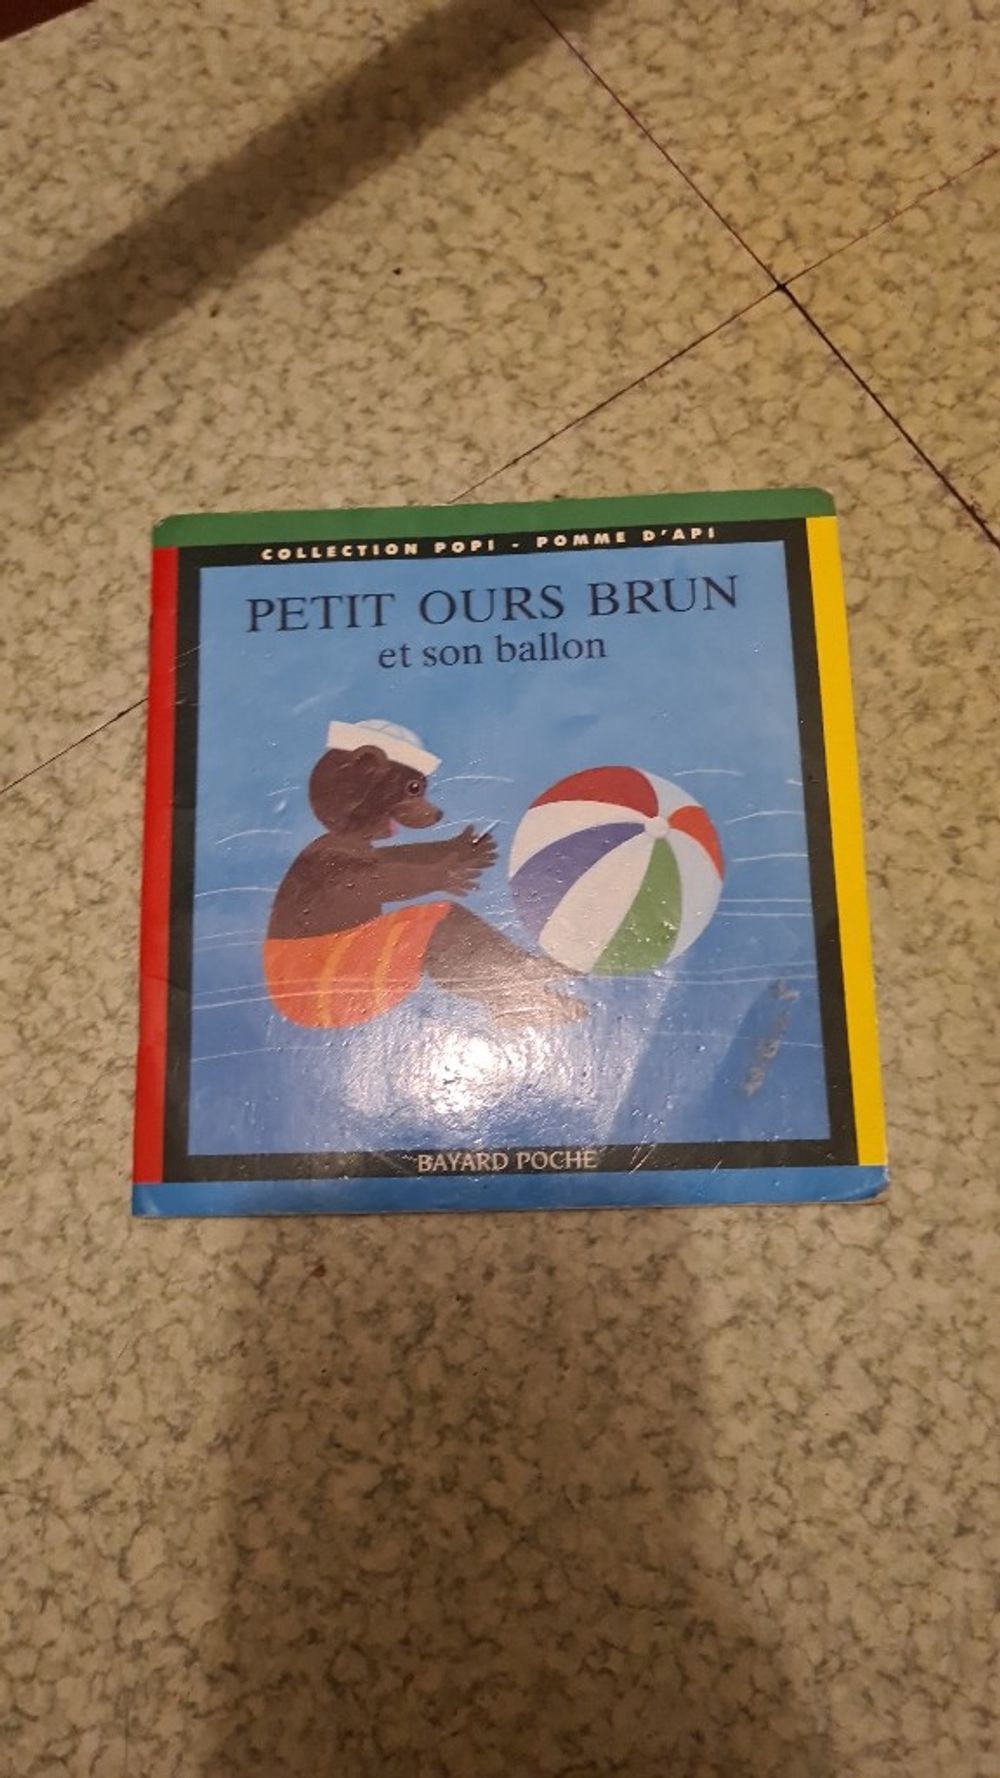 COLLECTION POPI - POMME D'API
PETIT OURS BRUN
et son ballon
BAYARD POCHE